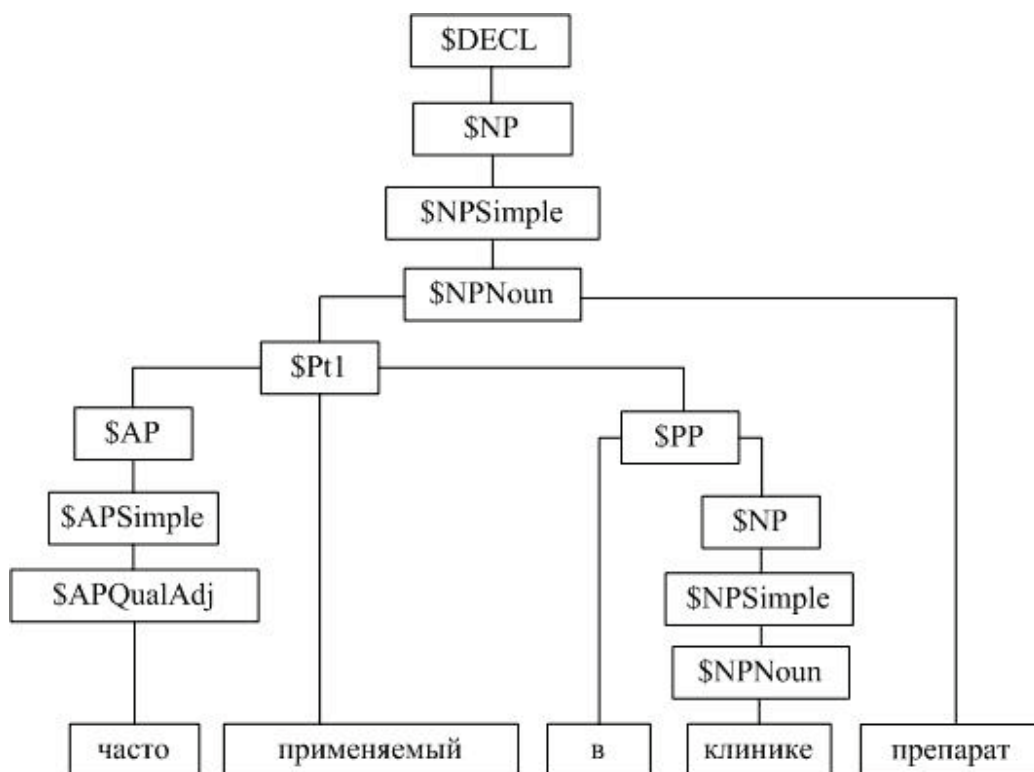 $DECL
$NP
$NPSimple
$NPNoun
$Pt1
$AP
$PP
$APSimple
$NP
$APQualAdj
$NPSimple
$NPNoun
часто применяемый в клинике препарат